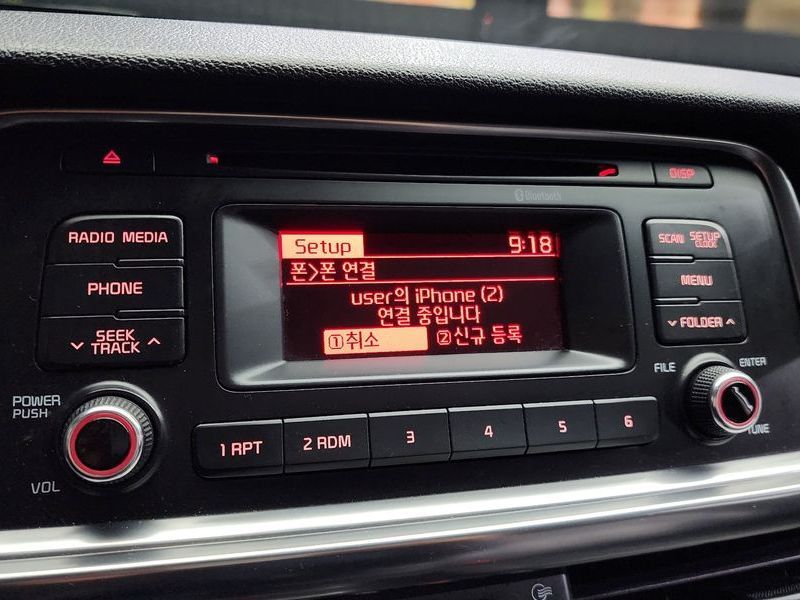 DISP
Bluetooth
RADIO MEDIA
PHONE
SEEK
TRACK
POWER
PUSH
VOL
Setup 9:18
폰>폰 연결
user의 iPhone (2)
연결 중입니다
①취소 ②신규 등록
SCAN SETUP
CLOCK
MENU
FOLDER
FILE ENTER
TUNE
1 RPT 2 RDM 3 4 5 6